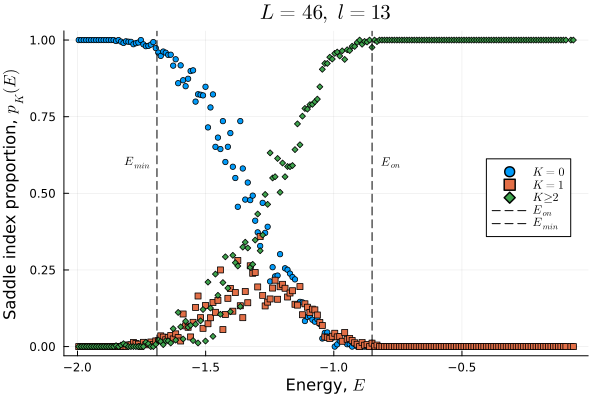 L = 46, l = 13
Saddle index proportion, p_K(E)
1.00
0.75
0.50
0.25
0.00
E_min
E_on
K = 0
K = 1
K ≥ 2
E_on
E_min
−2.0 −1.5 −1.0 −0.5
Energy, E